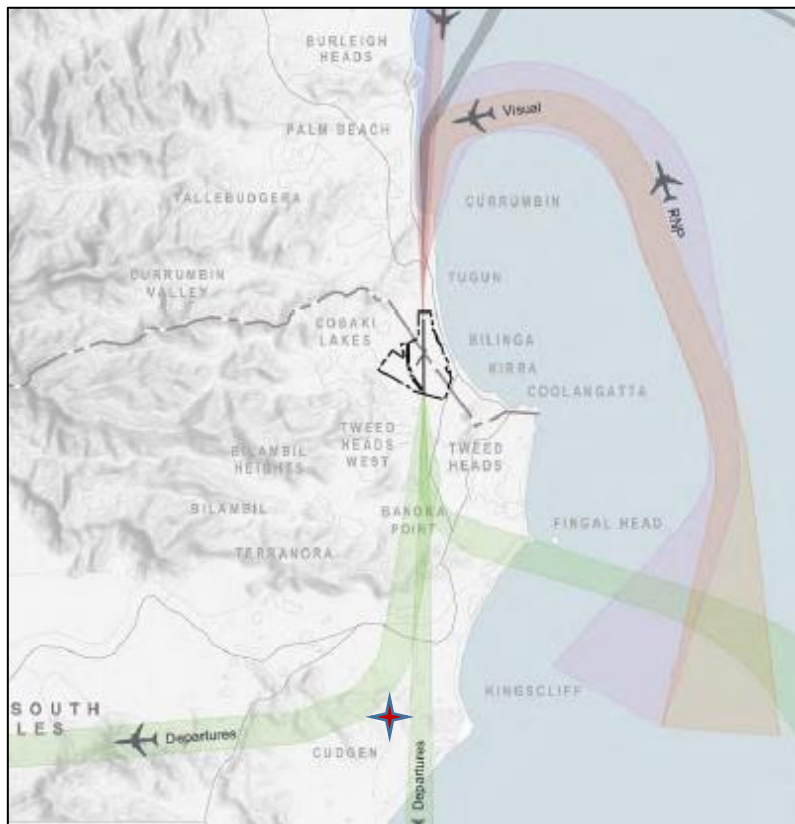 BURLEIGH
HEADS
Visual
PALM BEACH
TALLEBUDGERA
CURRUMBIN
RNP
CURRUMBIN
VALLEY
TUGUN
COBAKI
LAKES
BILINGA
KIRRA
COOLANGATTA
TWEED
HEADS
WEST
BILAMBIL
HEIGHTS
TWEED
HEADS
BILAMBIL
BANORA
POINT
FINGAL HEAD
TERRANORA
KINGSCLIFF
SOUTH
LES
Departures
CUDGEN
Departures